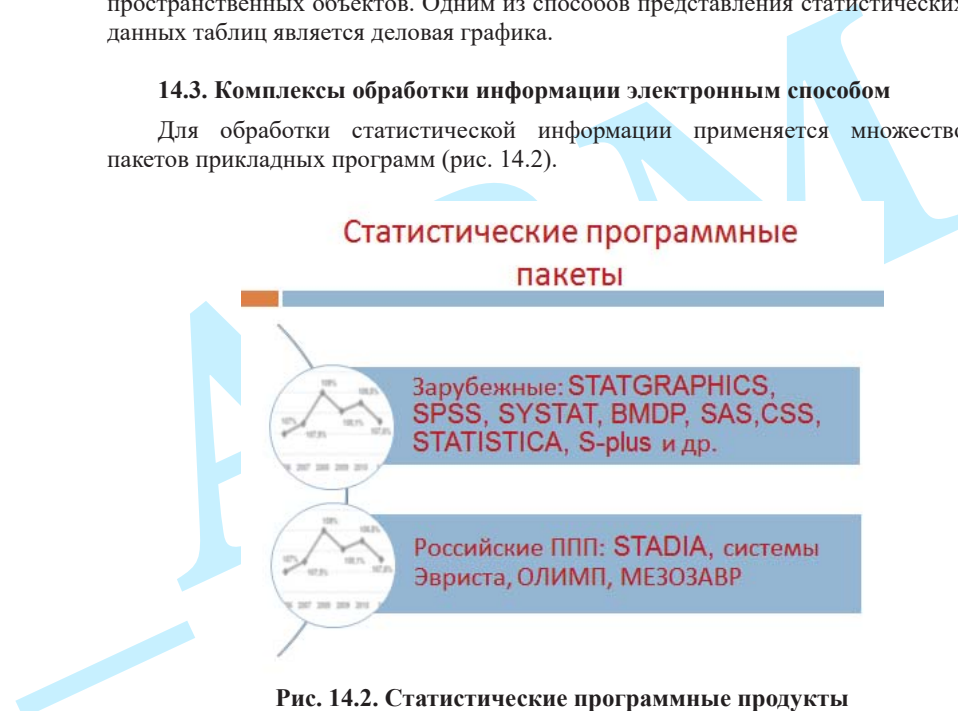 пространственных объектов. Одним из способов представления статистических
данных таблиц является деловая графика.
14.3. Комплексы обработки информации электронным способом
Для обработки статистической информации применяется множество
пакетов прикладных программ (рис. 14.2).
Статистические программные
пакеты
Зарубежные: STATGRAPHICS,
SPSS, SYSTAT, BMDP, SAS,CSS,
STATISTICA, S-plus и др.
Российские ППП: STADIA, системы
Эвриста, ОЛИМП, МЕЗОЗАВР
Рис. 14.2. Статистические программные продукты